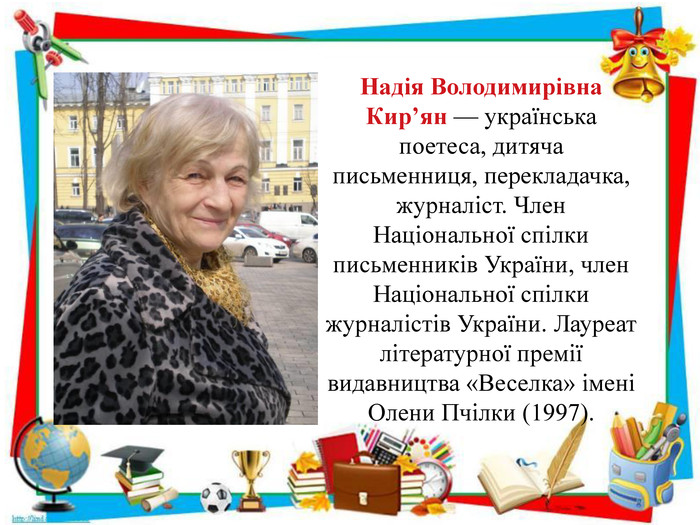 Надія Володимирівна
Кир’ян — українська
поетеса, дитяча
письменниця, перекладачка,
журналіст. Член
Національної спілки
письменників України, член
Національної спілки
журналістів України. Лауреат
літературної премії
видавництва «Веселка» імені
Олени Пчілки (1997).